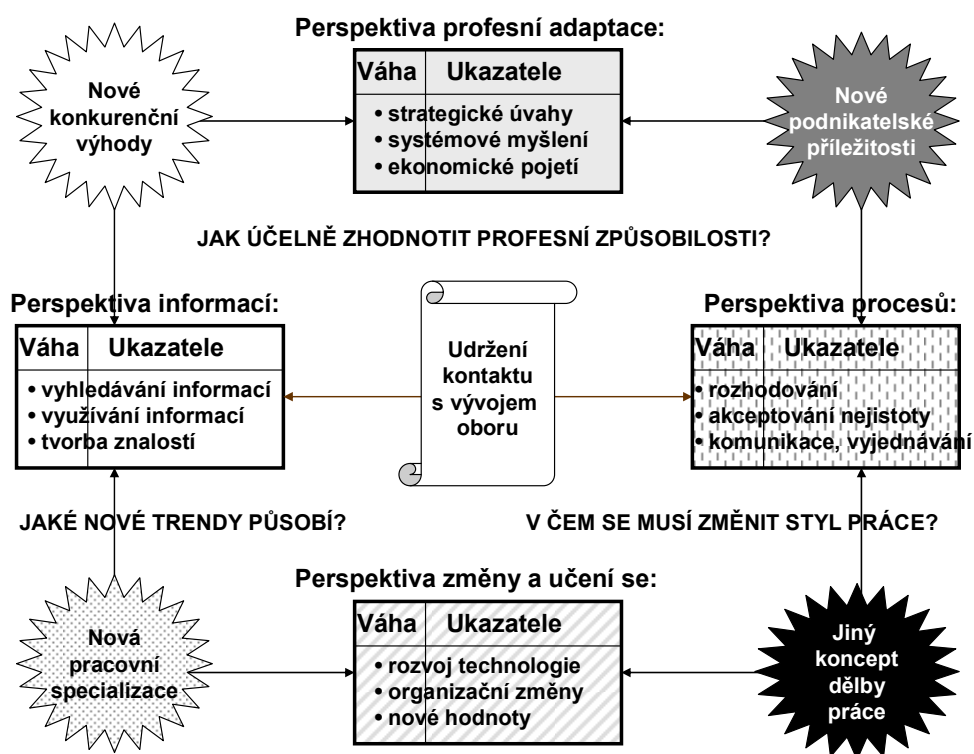 Perspektiva profesní adaptace:
Nové
konkurenční
výhody
Váha Ukazatele
• strategické úvahy
• systémové myšlení
• ekonomické pojetí
Nové
podnikatelské
příležitosti
JAK ÚČELNĚ ZHODNOTIT PROFESNÍ ZPŮSOBILOSTI?
Perspektiva informací:
Váha Ukazatele
• vyhledávání informací
• využívání informací
• tvorba znalostí
Udržení
kontaktu
s vývojem
oboru
Perspektiva procesů:
Váha Ukazatele
• rozhodování
• akceptování nejistoty
• komunikace, vyjednávání
JAKÉ NOVÉ TRENDY PŮSOBÍ?
V ČEM SE MUSÍ ZMĚNIT STYL PRÁCE?
Perspektiva změny a učení se:
Nová
pracovní
specializace
Váha Ukazatele
• rozvoj technologie
• organizační změny
• nové hodnoty
Jiný
koncept
dělby
práce